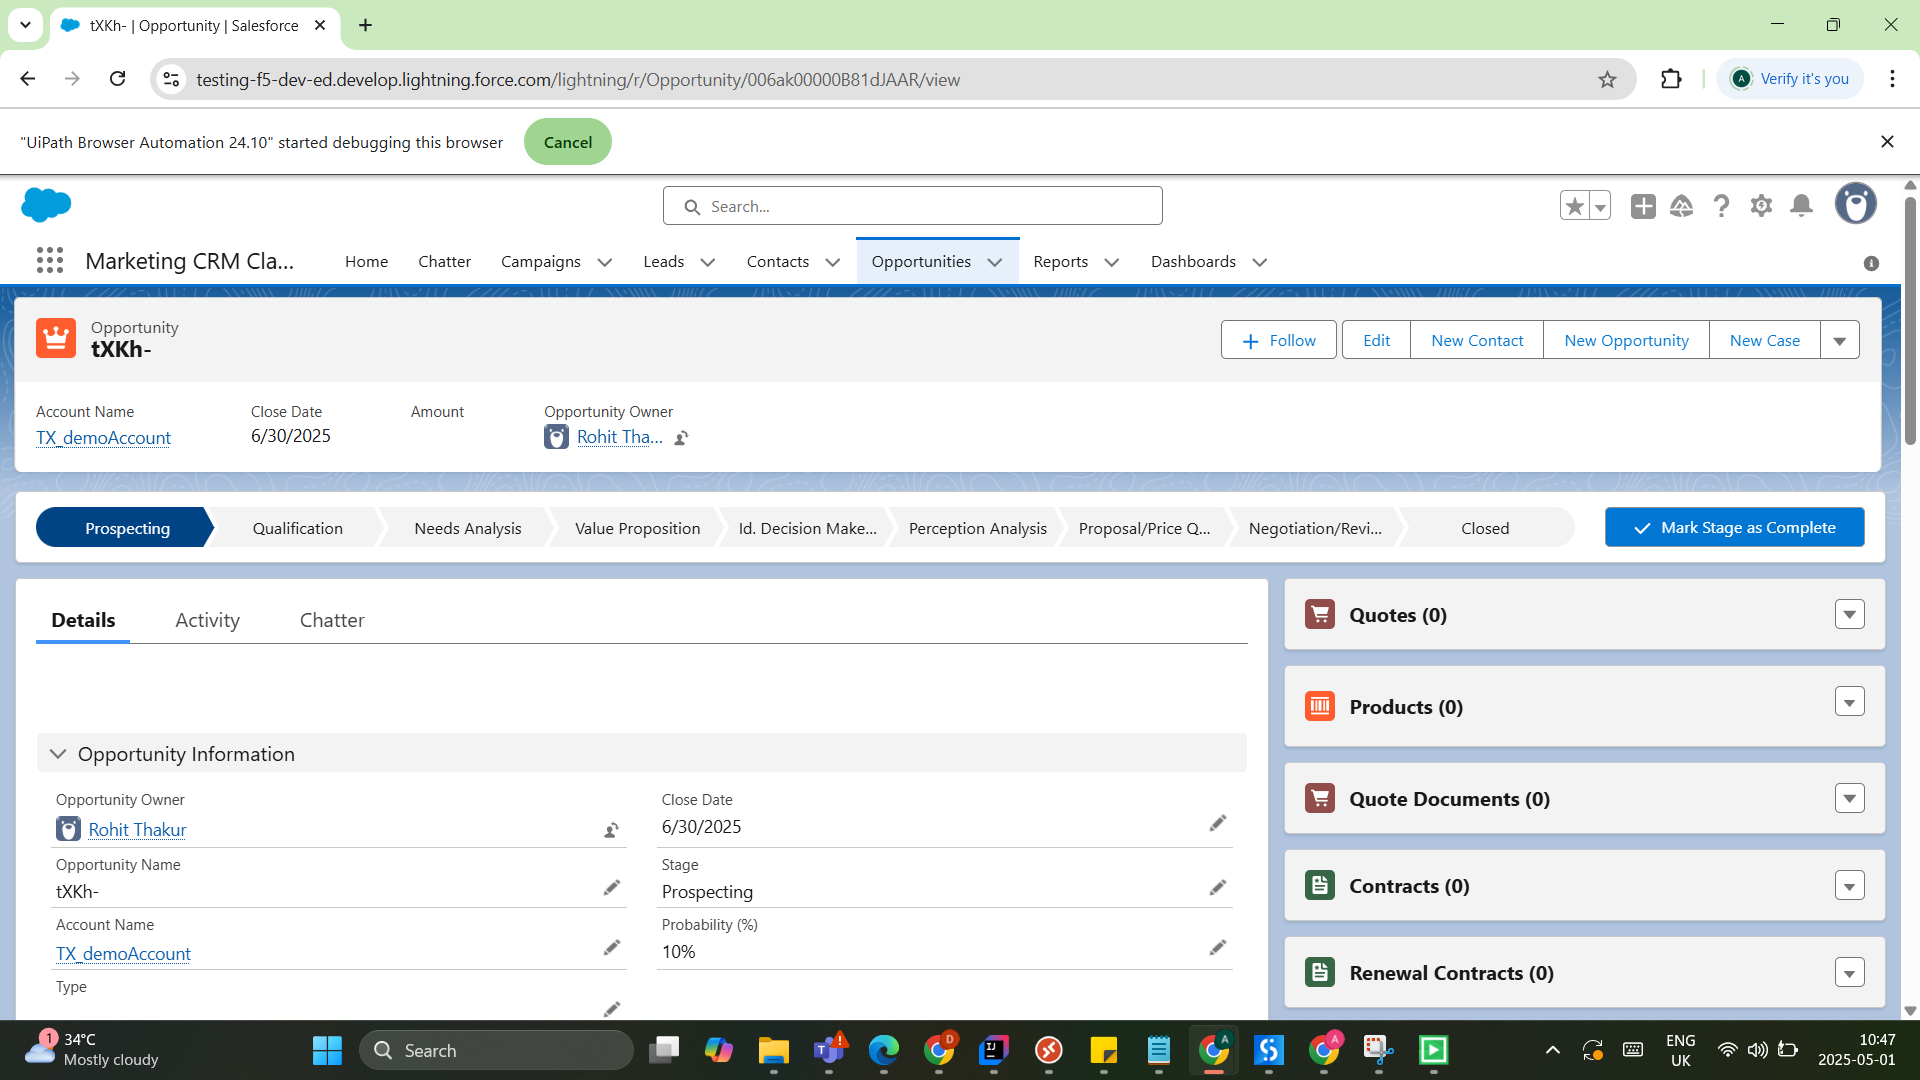 tXKh- | Opportunity | Salesforce
testing-f5-dev-ed.develop.lightning.force.com/lightning/r/Opportunity/006ak00000B81dJAAR/view
A
Verify it's you
"UiPath Browser Automation 24.10" started debugging this browser
Cancel
Search...
Marketing CRM Cla...
Home
Chatter
Campaigns
Leads
Contacts
Opportunities
Reports
Dashboards
Opportunity
tXKh-
Follow
Edit
New Contact
New Opportunity
New Case
Account Name
Close Date
Amount
Opportunity Owner
TX_demoAccount
6/30/2025
Rohit Tha...
Prospecting
Qualification
Needs Analysis
Value Proposition
Id. Decision Make...
Perception Analysis
Proposal/Price Q...
Negotiation/Revi...
Closed
Mark Stage as Complete
Details
Activity
Chatter
Opportunity Information
Opportunity Owner
Rohit Thakur
Close Date
6/30/2025
Opportunity Name
tXKh-
Stage
Prospecting
Account Name
TX_demoAccount
Probability (%)
10%
Type
Quotes (0)
Products (0)
Quote Documents (0)
Contracts (0)
Renewal Contracts (0)
1
34°C
Mostly cloudy
Search
D
A
A
ENG
UK
10:47
2025-05-01